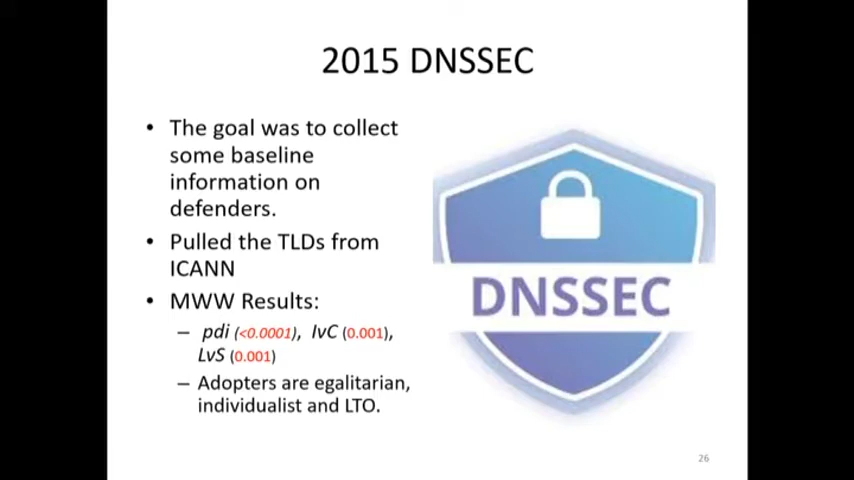 2015 DNSSEC
• The goal was to collect
some baseline
information on
defenders.
• Pulled the TLDs from
ICANN
• MWW Results:
– pdi (<0.0001), IvC (0.001),
LvS (0.001)
– Adopters are egalitarian,
individualist and LTO.
DNSSEC
26